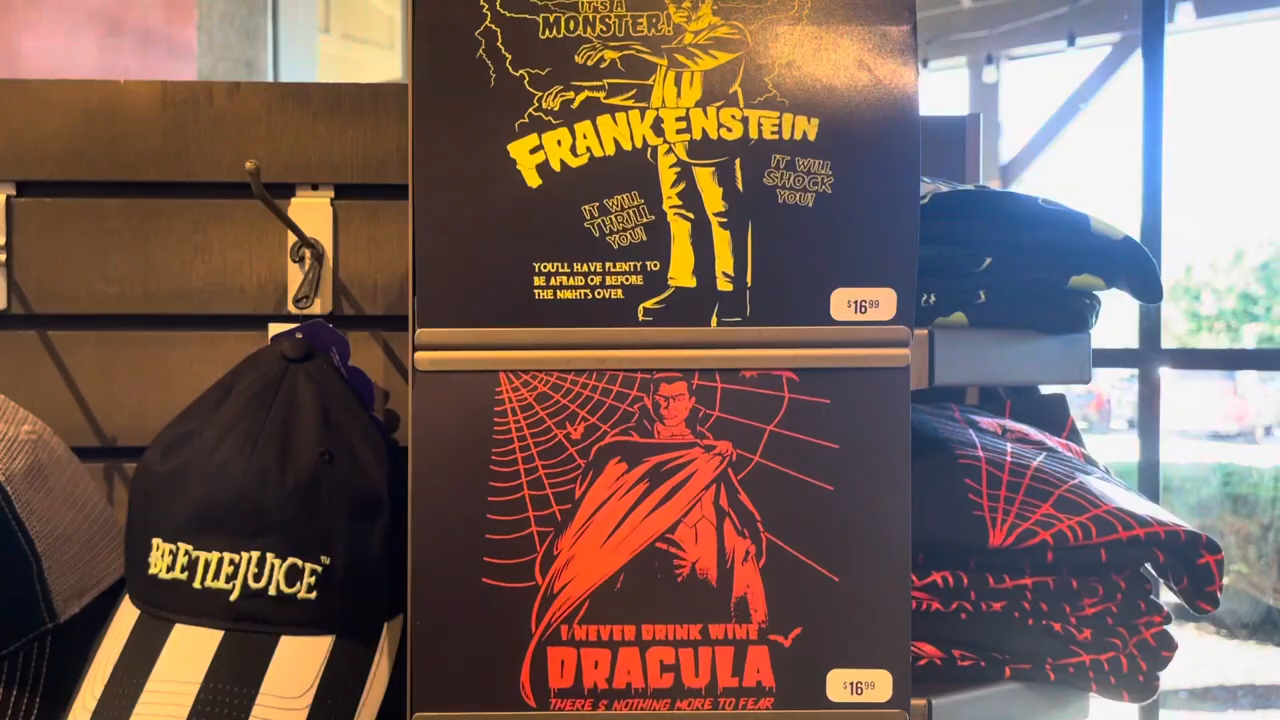 IT'S A
MONSTER!
FRANKENSTEIN
IT WILL
SHOCK
YOU!
IT WILL
THRILL
YOU!
YOU'LL HAVE PLENTY TO
BE AFRAID OF BEFORE
THE NIGHT'S OVER.
$16.99
BEETLEJUICE™
I NEVER DRINK WINE
DRACULA
THERE S NOTHING MORE TO FEAR
$16.99